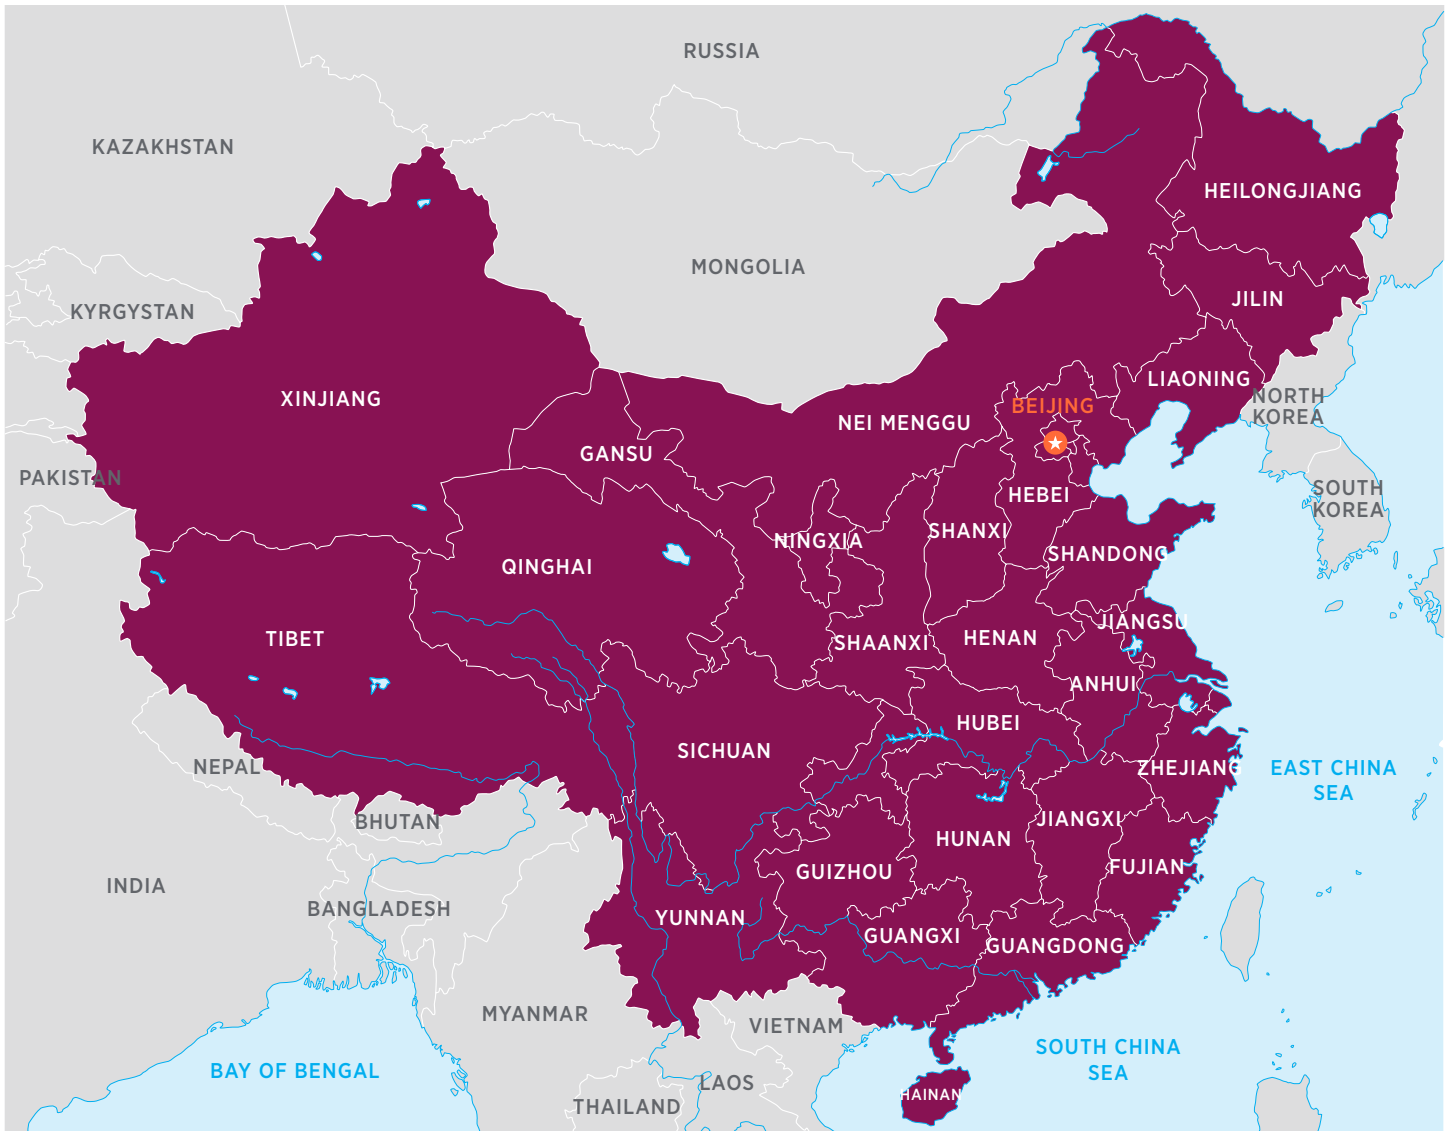 RUSSIA
KAZAKHSTAN
HEILONGJIANG
MONGOLIA
JILIN
KYRGYSTAN
LIAONING
XINJIANG
NORTH
KOREA
BEIJING
NEI MENGGU
GANSU
PAKISTAN
SOUTH
KOREA
HEBEI
SHANXI
NINGXIA
SHANDONG
QINGHAI
JIANGSU
TIBET
HENAN
SHAANXI
ANHUI
HUBEI
SICHUAN
NEPAL
ZHEJIANG
EAST CHINA
SEA
BHUTAN
JIANGXI
HUNAN
FUJIAN
GUIZHOU
INDIA
BANGLADESH
YUNNAN
GUANGXI
GUANGDONG
MYANMAR
VIETNAM
SOUTH CHINA
SEA
BAY OF BENGAL
LAOS
HAINAN
THAILAND